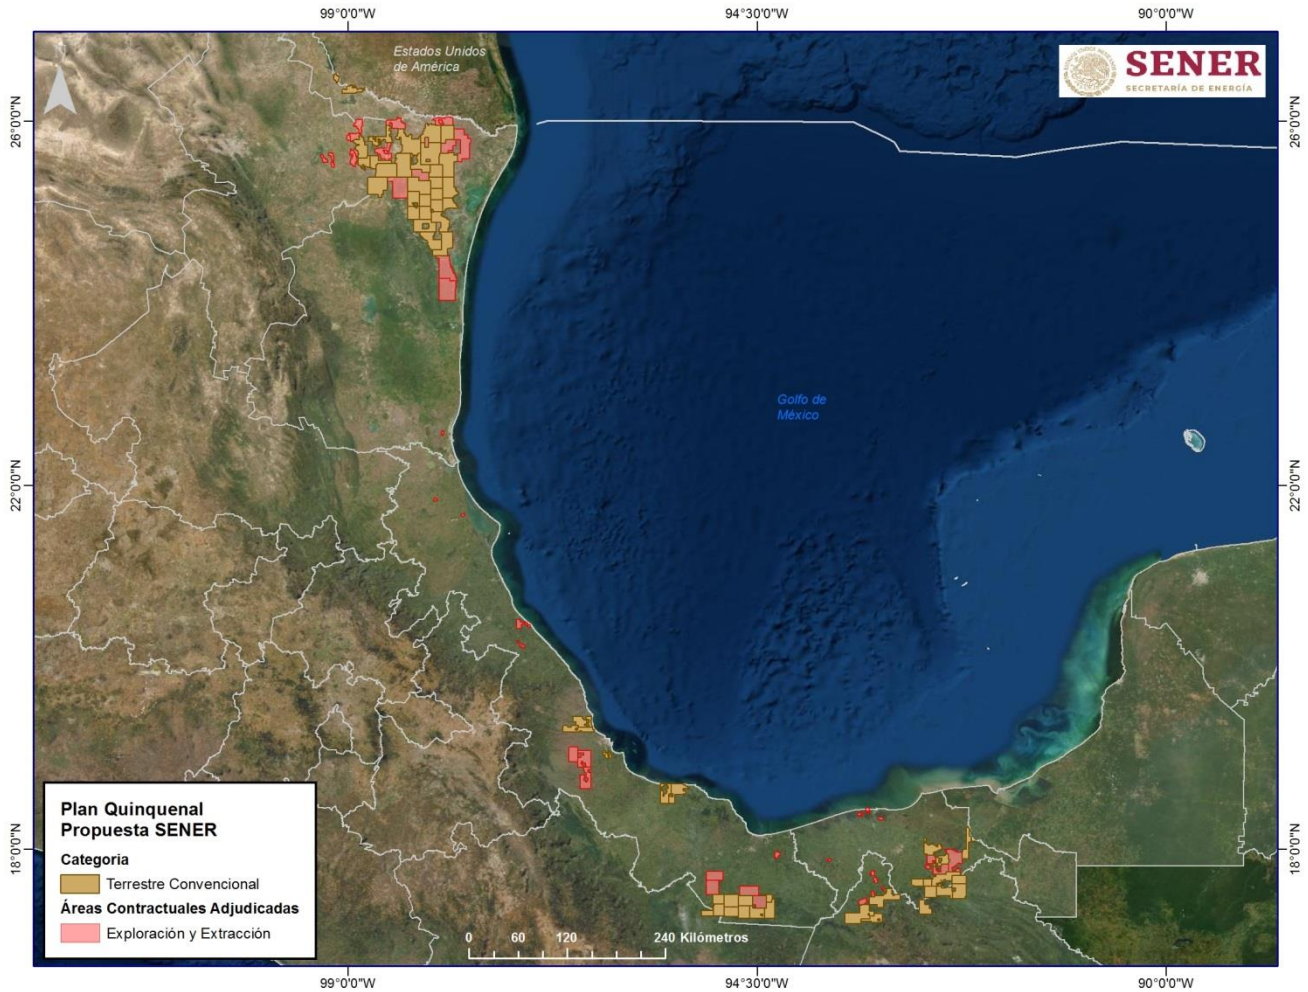 99°0'0"W
94°30'0"W
90°0'0"W
Estados Unidos
de América
SENER
SECRETARÍA DE ENERGÍA
26°0'0"N
26°0'0"N
Golfo de
México
22°0'0"N
22°0'0"N
18°0'0"N
18°0'0"N
Plan Quinquenal
Propuesta SENER
Categoria
Terrestre Convencional
Áreas Contractuales Adjudicadas
Exploración y Extracción
0 60 120 240 Kilómetros
99°0'0"W
94°30'0"W
90°0'0"W